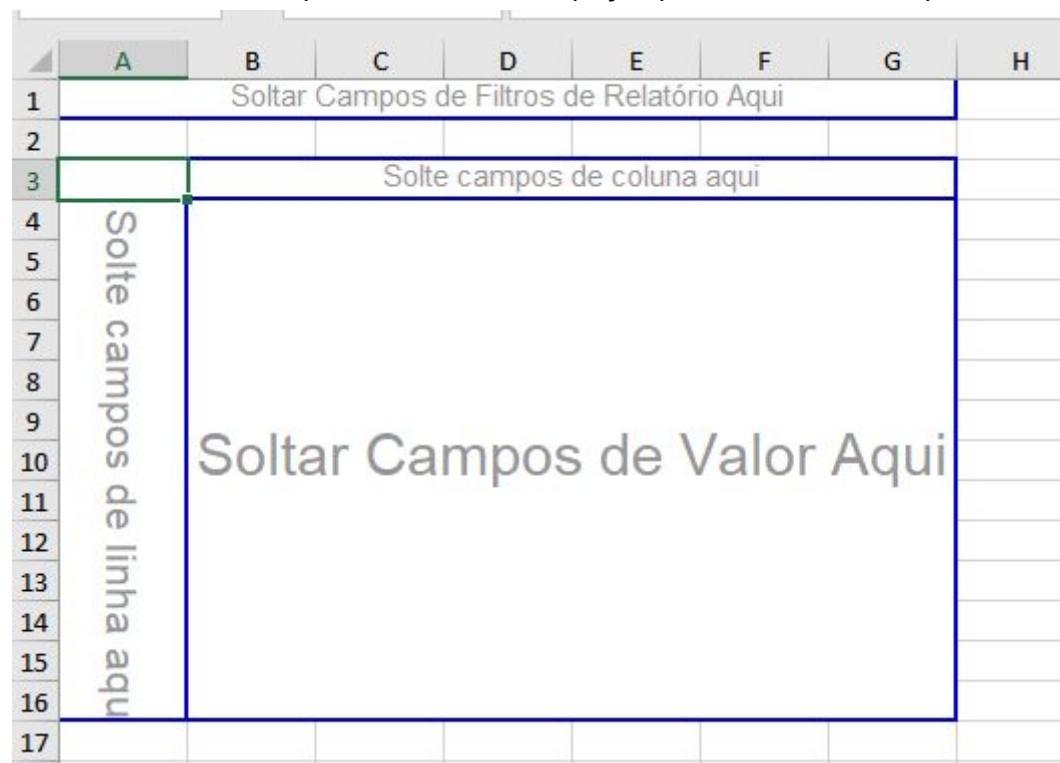 A B C D E F G H
1 Soltar Campos de Filtros de Relatório Aqui
2
3 Solte campos de coluna aqui
4
5
6
7
8
9
10 Soltar Campos de Valor Aqui
11
12
13
14
15
16
17
Solte campos de linha aqu